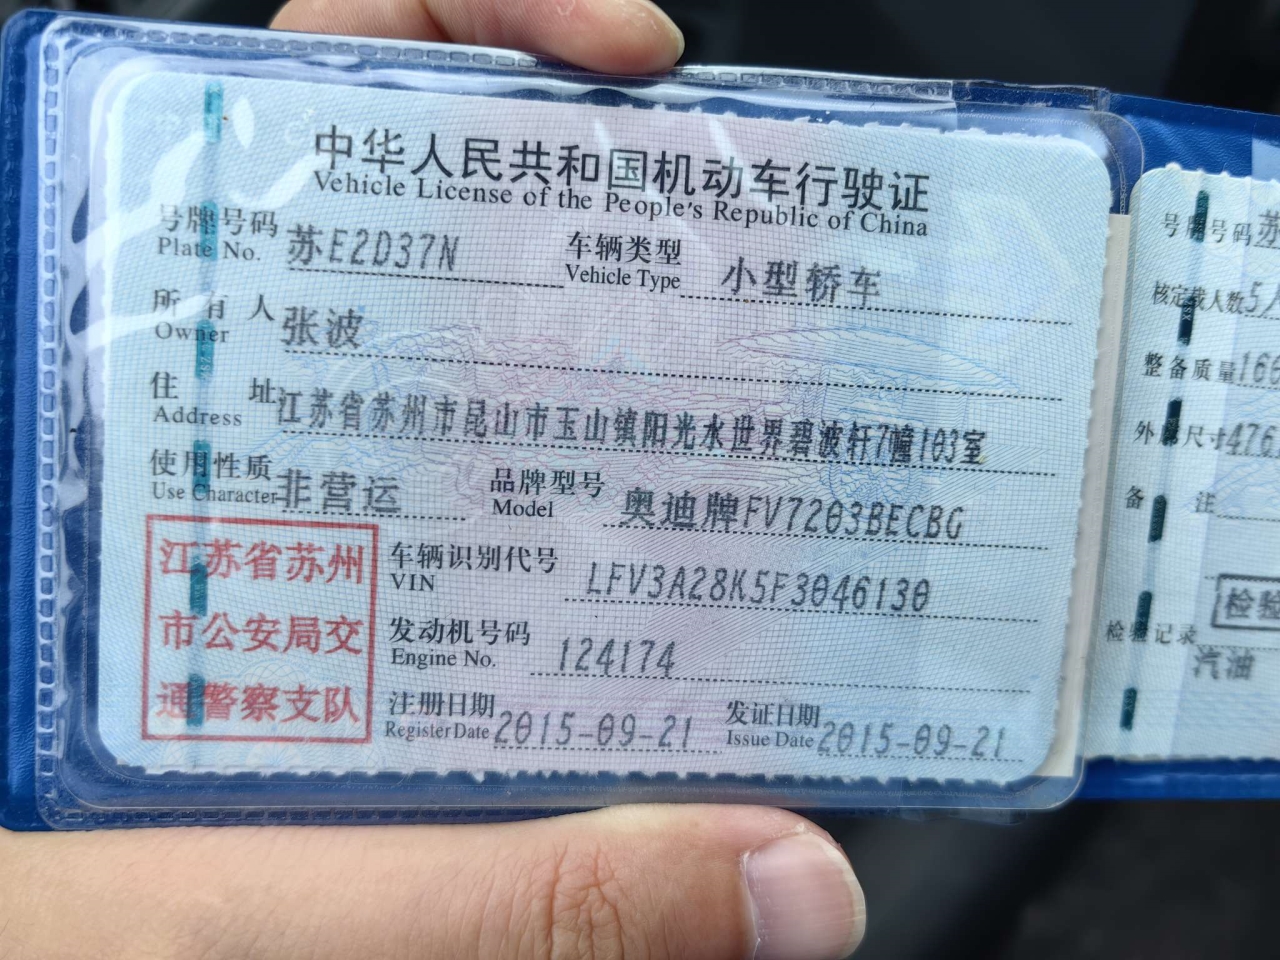 中华人民共和国机动车行驶证
Vehicle License of the People's Republic of China
号牌号码 苏E2D37N 车辆类型 小型轿车
Plate No. Vehicle Type
所有人 张波
Owner
住址 江苏省苏州市昆山市玉山镇阳光水世界碧波轩7幢103室
Address
使用性质 非营运 品牌型号 奥迪牌FV7203BECBG
Use Character Model
江苏省苏州
市公安局交
通警察支队
车辆识别代号 LFV3A28K5F3046130
VIN
发动机号码 124174
Engine No.
注册日期 2015-09-21 发证日期 2015-09-21
Register Date Issue Date
号牌号码 苏
核定载人数 5人
整备质量 166
外廓尺寸 476
备注
检验
检验记录
汽油